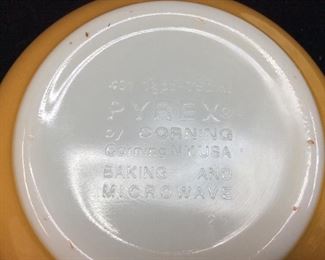 PYREX®
by CORNING
Corning NY USA
BAKING AND
MICROWAVE